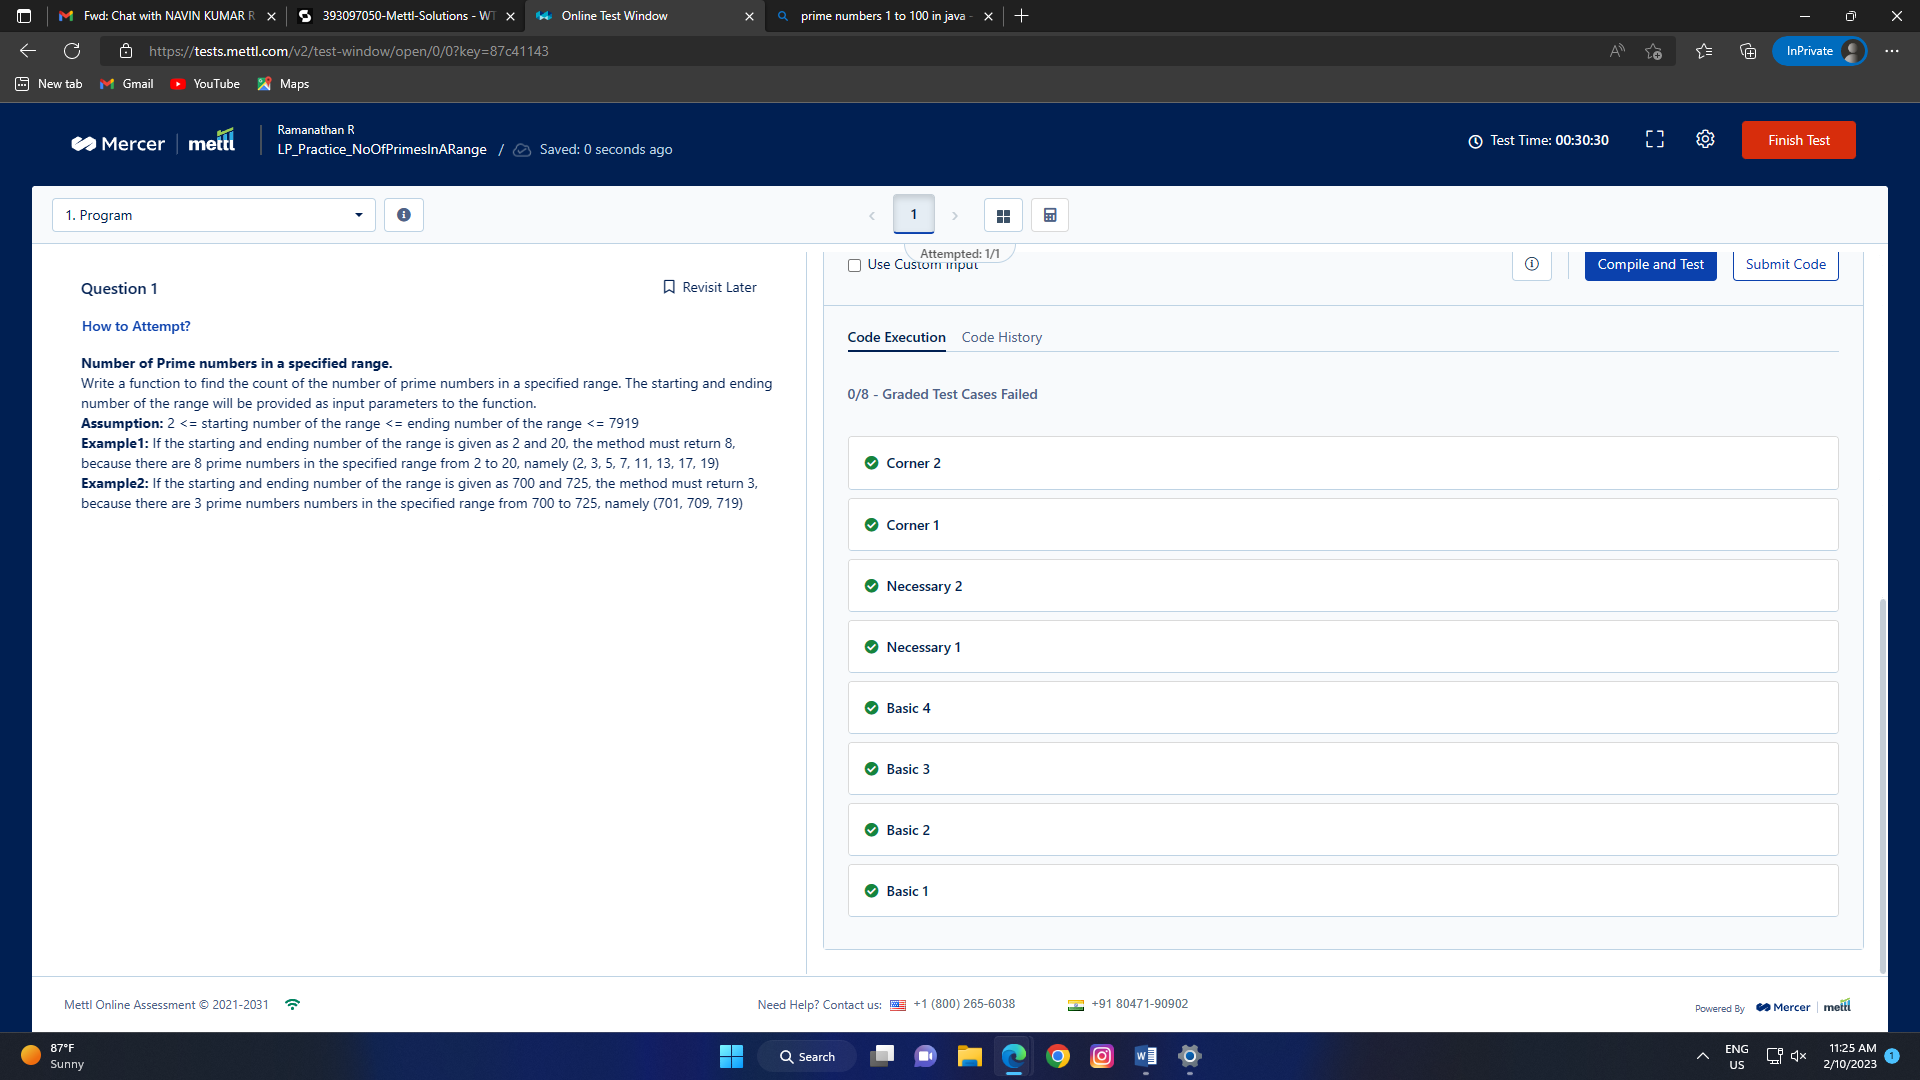 Fwd: Chat with NAVIN KUMAR R
393097050-Mettl-Solutions - WT
Online Test Window
prime numbers 1 to 100 in java -
https://tests.mettl.com/v2/test-window/open/0/0?key=87c41143
InPrivate
New tab
Gmail
YouTube
Maps
Mercer | mettl
Ramanathan R
LP_Practice_NoOfPrimesInARange / Saved: 0 seconds ago
Test Time: 00:30:30
Finish Test
1. Program
1
Attempted: 1/1
Question 1
Revisit Later
How to Attempt?
Number of Prime numbers in a specified range.
Write a function to find the count of the number of prime numbers in a specified range. The starting and ending
number of the range will be provided as input parameters to the function.
Assumption: 2 <= starting number of the range <= ending number of the range <= 7919
Example1: If the starting and ending number of the range is given as 2 and 20, the method must return 8,
because there are 8 prime numbers in the specified range from 2 to 20, namely (2, 3, 5, 7, 11, 13, 17, 19)
Example2: If the starting and ending number of the range is given as 700 and 725, the method must return 3,
because there are 3 prime numbers numbers in the specified range from 700 to 725, namely (701, 709, 719)
Use Custom Input
Compile and Test
Submit Code
Code Execution
Code History
0/8 - Graded Test Cases Failed
Corner 2
Corner 1
Necessary 2
Necessary 1
Basic 4
Basic 3
Basic 2
Basic 1
Mettl Online Assessment © 2021-2031
Need Help? Contact us: +1 (800) 265-6038
+91 80471-90902
Powered By Mercer | mettl
87°F
Sunny
Search
ENG
US
11:25 AM
2/10/2023
1